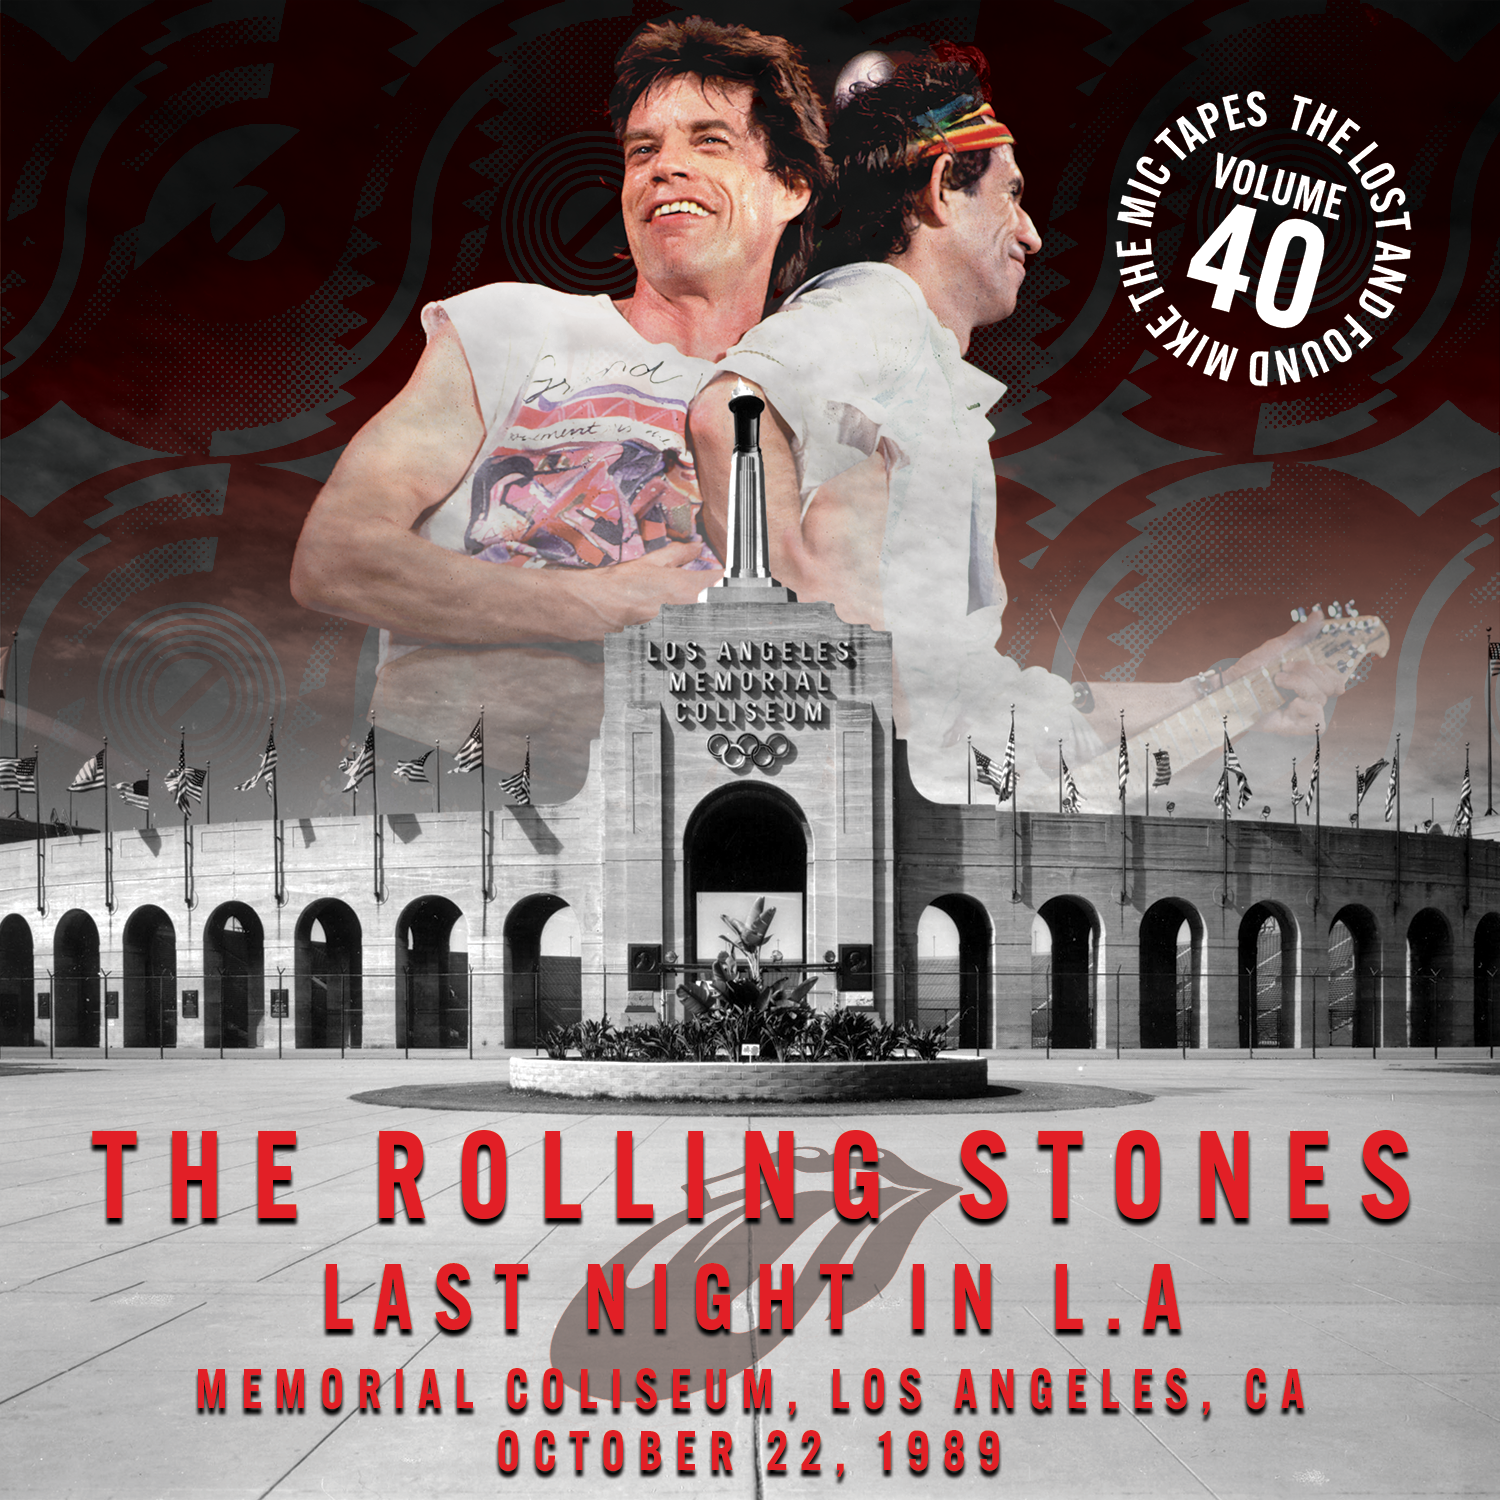 THE LOST AND FOUND MIKE THE MIC TAPES
VOLUME
40
LOS ANGELES
MEMORIAL
COLISEUM
THE ROLLING STONES
LAST NIGHT IN L.A
MEMORIAL COLISEUM, LOS ANGELES, CA
OCTOBER 22, 1989